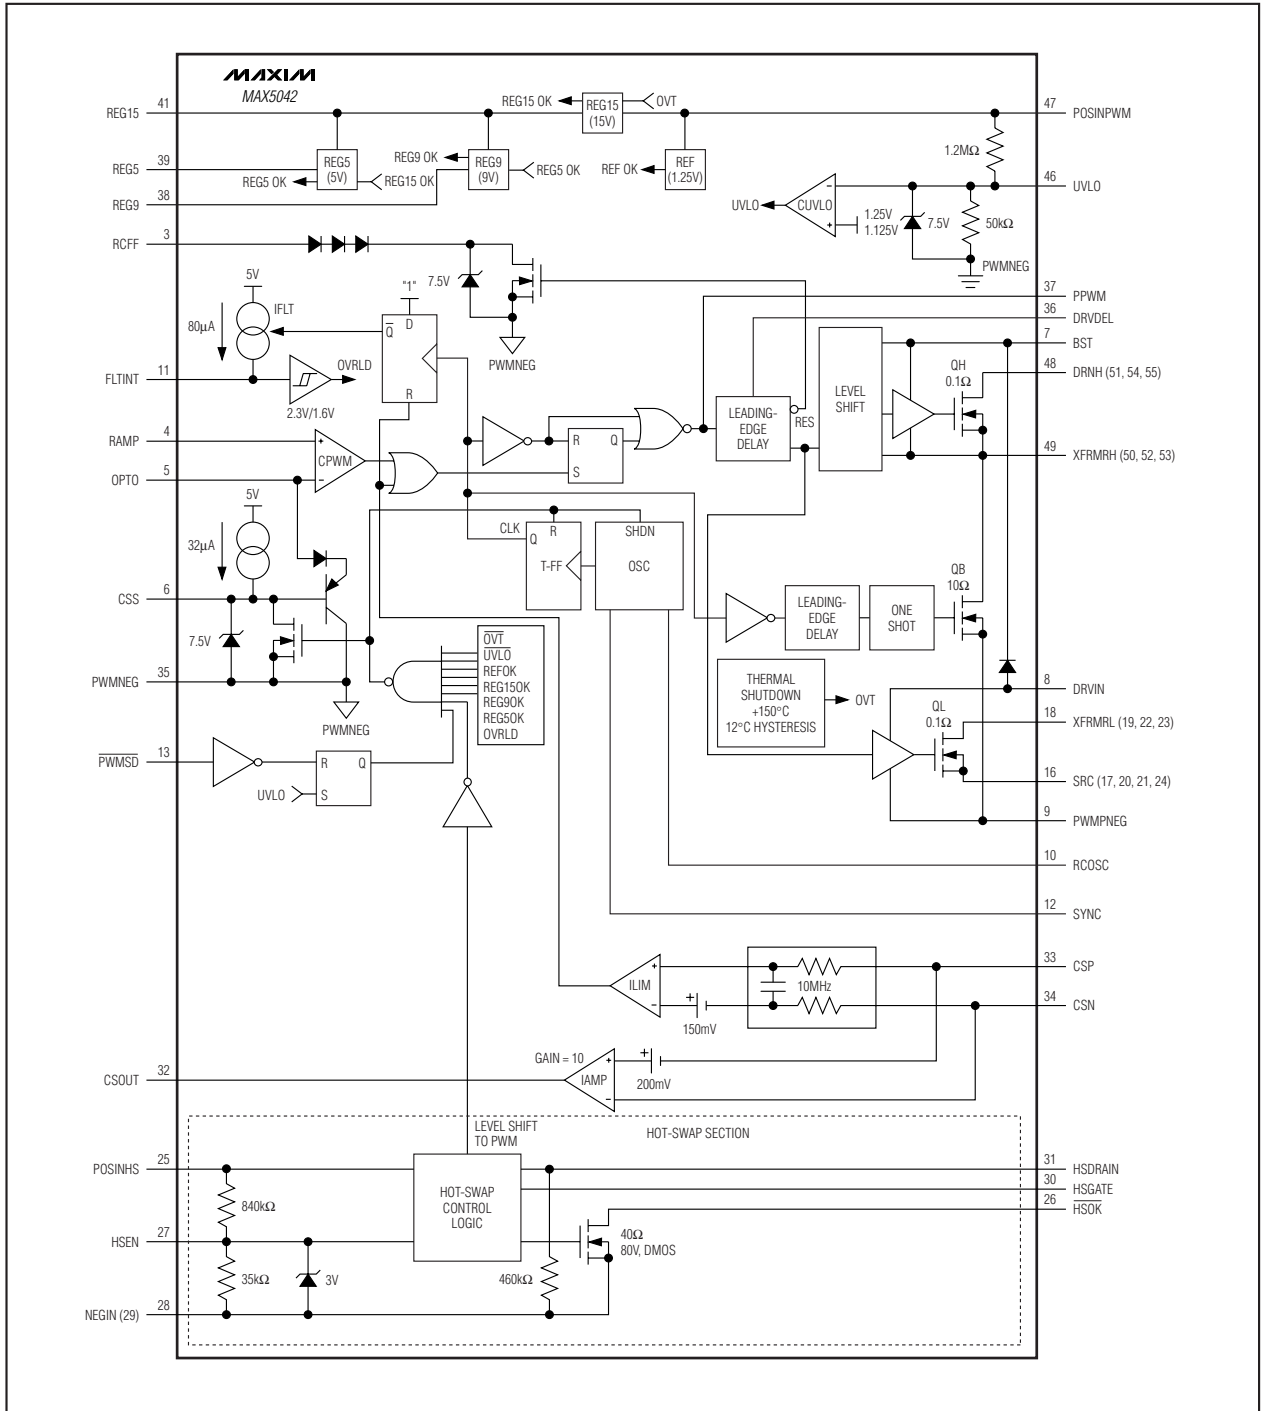 MAXIM
MAX5042
REG15
41
REG15 OK
REG15
(15V)
OVT
47
POSINPWM
REG5
39
REG5
(5V)
REG5 OK
REG15 OK
REG9 OK
REG9
(9V)
REG5 OK
REF OK
REF
(1.25V)
1.2MΩ
REG9
38
46
UVLO
UVLO
CUVLO
-
+
1.25V
1.125V
7.5V
50kΩ
PWMNEG
RCFF
3
7.5V
PWMNEG
5V
IFLT
80µA
"1"
D
Q
R
FLTINT
11
OVRLD
2.3V/1.6V
37
PPWM
36
DRVDEL
7
BST
QH
0.1Ω
48
DRNH (51, 54, 55)
LEVEL
SHIFT
LEADING-
EDGE
DELAY
RES
49
XFRMRH (50, 52, 53)
RAMP
4
+
CPWM
-
OPTO
5
R
Q
S
5V
32µA
CLK
R
Q
T-FF
SHDN
OSC
CSS
6
7.5V
PWMNEG
35
PWMNEG
QB
10Ω
LEADING-
EDGE
DELAY
ONE
SHOT
OVT
UVLO
REFOK
REG15OK
REG9OK
REG5OK
OVRLD
THERMAL
SHUTDOWN
+150°C
12°C HYSTERESIS
OVT
8
DRVIN
QL
0.1Ω
18
XFRMRL (19, 22, 23)
PWMSD
13
R
Q
S
UVLO
16
SRC (17, 20, 21, 24)
9
PWMPNEG
10
RCOSC
12
SYNC
33
CSP
+
ILIM
-
+
150mV
10MHz
34
CSN
CSOUT
32
GAIN = 10
+
IAMP
-
+
200mV
LEVEL SHIFT
TO PWM
HOT-SWAP SECTION
POSINHS
25
840kΩ
HOT-SWAP
CONTROL
LOGIC
31
HSDRAIN
30
HSGATE
26
HSOK
HSEN
27
35kΩ
3V
460kΩ
40Ω
80V, DMOS
NEGIN (29)
28